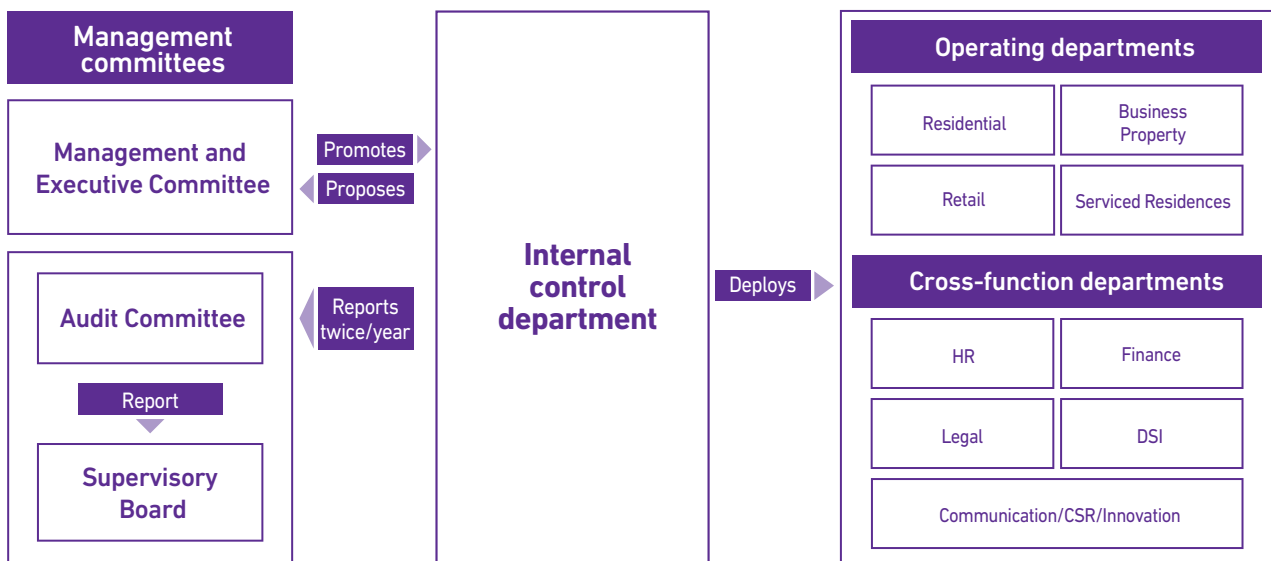 Management
committees
Management and
Executive Committee
Promotes
Proposes
Audit Committee
Reports
twice/year
Report
Supervisory
Board
Internal
control
department
Deploys
Operating departments
Residential
Business
Property
Retail
Serviced Residences
Cross-function departments
HR
Finance
Legal
DSI
Communication/CSR/Innovation